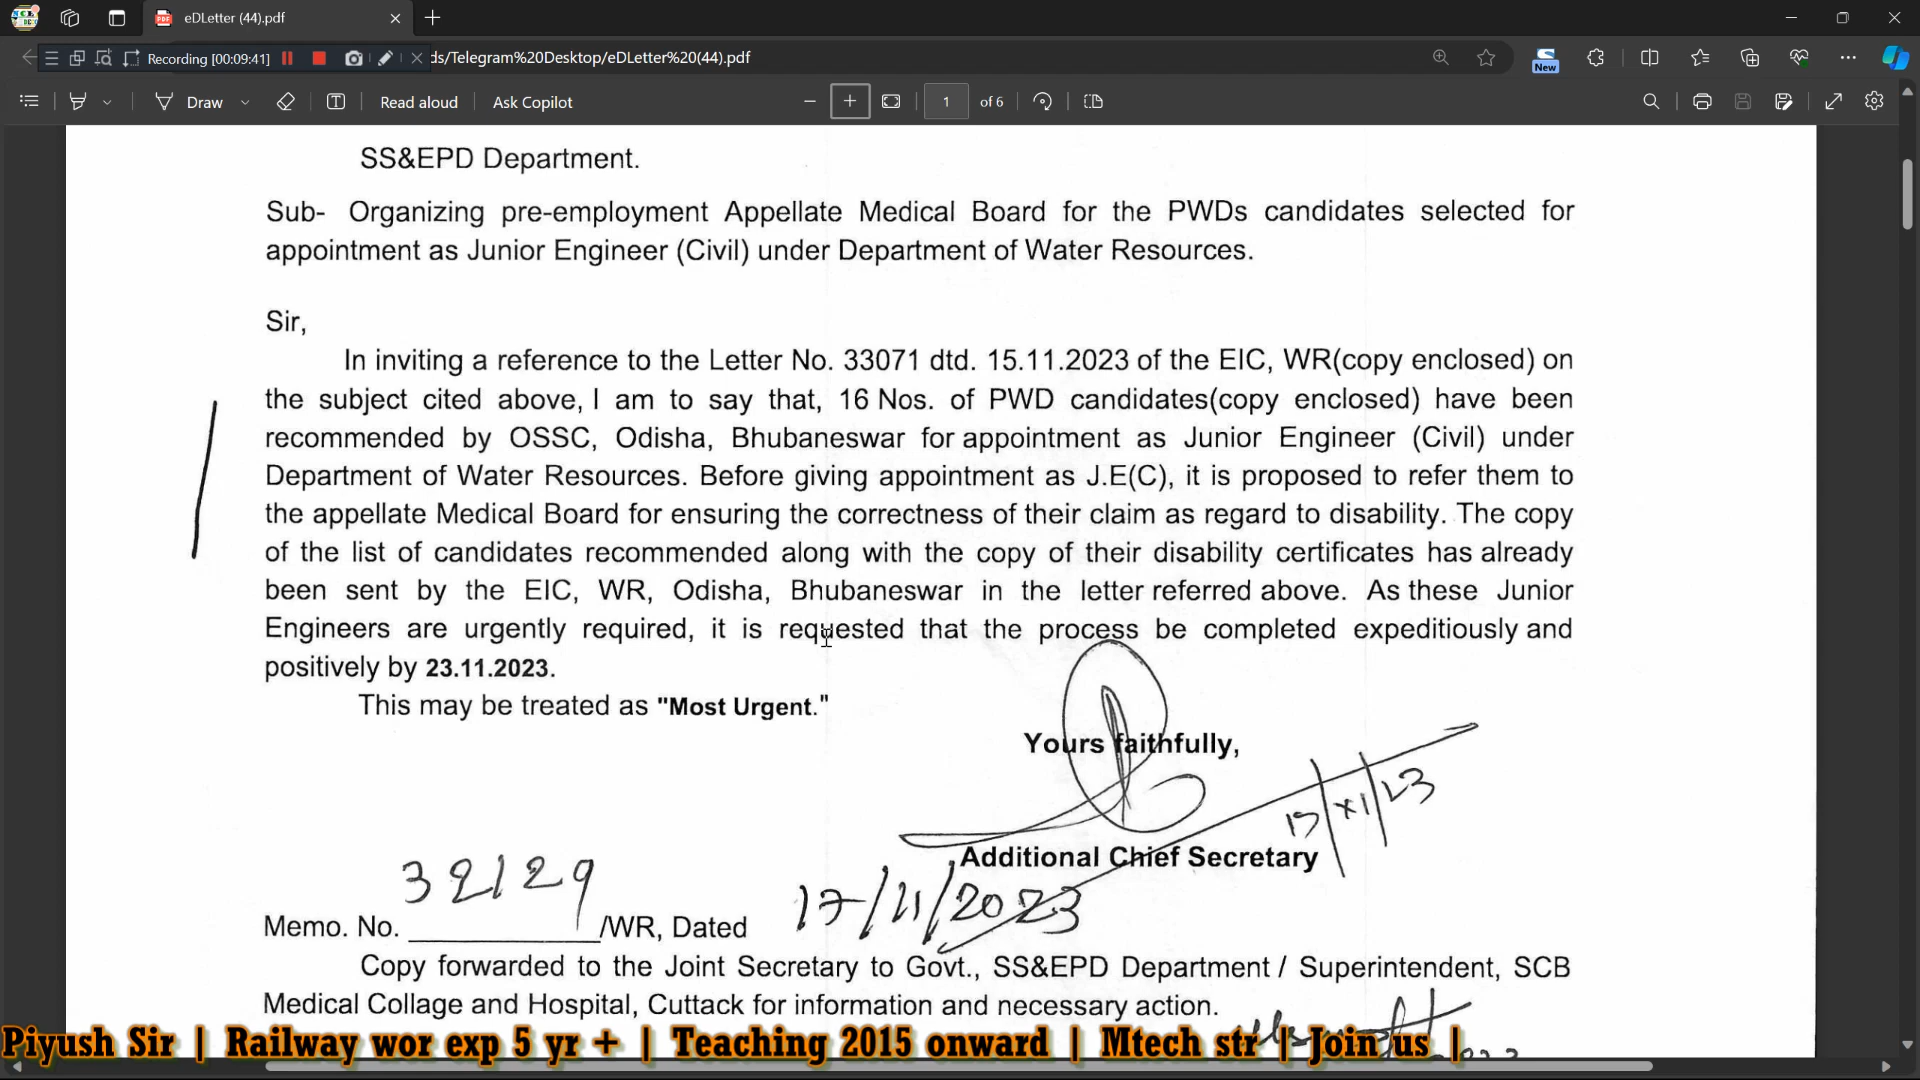 eDLetter (44).pdf
Recording [00:09:41]
ds/Telegram%20Desktop/eDLetter%20(44).pdf
New
Draw
Read aloud
Ask Copilot
1
of 6
SS&EPD Department.
Sub- Organizing pre-employment Appellate Medical Board for the PWDs candidates selected for
appointment as Junior Engineer (Civil) under Department of Water Resources.
Sir,
In inviting a reference to the Letter No. 33071 dtd. 15.11.2023 of the EIC, WR(copy enclosed) on
the subject cited above, I am to say that, 16 Nos. of PWD candidates(copy enclosed) have been
recommended by OSSC, Odisha, Bhubaneswar for appointment as Junior Engineer (Civil) under
Department of Water Resources. Before giving appointment as J.E(C), it is proposed to refer them to
the appellate Medical Board for ensuring the correctness of their claim as regard to disability. The copy
of the list of candidates recommended along with the copy of their disability certificates has already
been sent by the EIC, WR, Odisha, Bhubaneswar in the letter referred above. As these Junior
Engineers are urgently required, it is requested that the process be completed expeditiously and
positively by 23.11.2023.
This may be treated as "Most Urgent."
Yours faithfully,
17/XI/23
Additional Chief Secretary
32129
17/11/2023
Memo. No. /WR, Dated
Copy forwarded to the Joint Secretary to Govt., SS&EPD Department / Superintendent, SCB
Medical Collage and Hospital, Cuttack for information and necessary action.
Piyush Sir | Railway wor exp 5 yr + | Teaching 2015 onward | Mtech str | Join us |